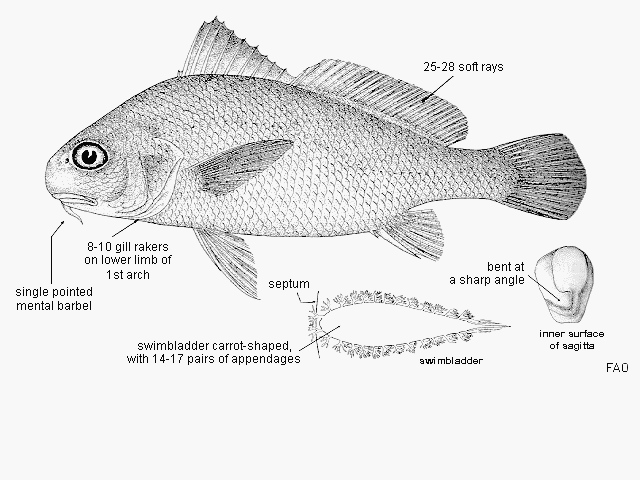 25-28 soft rays
8-10 gill rakers
on lower limb of
1st arch
single pointed
mental barbel
septum
bent at
a sharp angle
swimbladder carrot-shaped,
with 14-17 pairs of appendages
swimbladder
inner surface
of sagitta
FAO